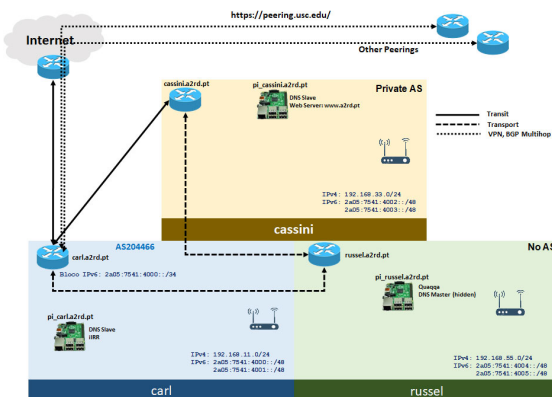 https://peering.usc.edu/
Internet
Other Peerings
cassini.a2rd.pt
pi_cassini.a2rd.pt
Private AS
DNS Slave
Web Server: www.a2rd.pt
Transit
Transport
VPN, BGP Multihop
IPv4: 192.168.33.0/24
IPv6: 2a05:7541:4002::/48
2a05:7541:4003::/48
cassini
AS204466
carl.a2rd.pt
russel.a2rd.pt
No AS
Bloco IPv6: 2a05:7541:4000::/34
pi_russel.a2rd.pt
Quagga
DNS Master (hidden)
pi_carl.a2rd.pt
DNS Slave
IPv4: 192.168.11.0/24
IPv6: 2a05:7541:4000::/48
2a05:7541:4001::/48
IPv4: 192.168.55.0/24
IPv6: 2a05:7541:4004::/48
2a05:7541:4005::/48
carl
russel